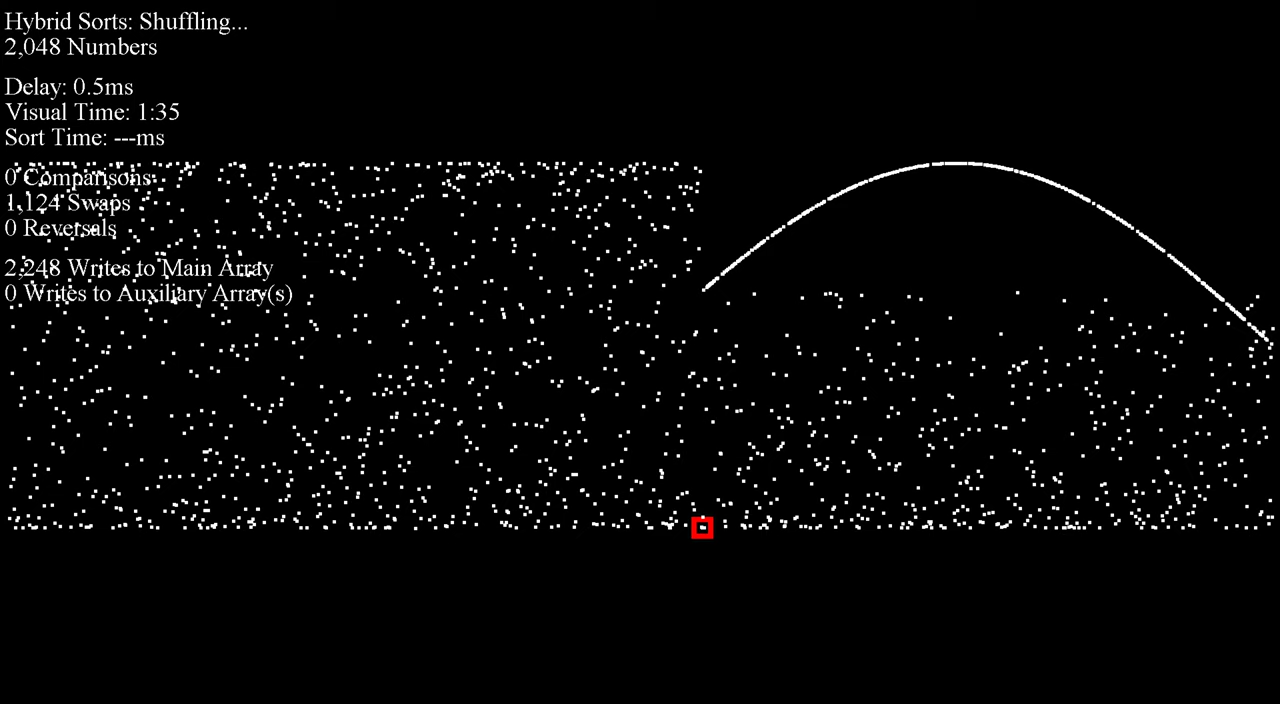 Hybrid Sorts: Shuffling...
2,048 Numbers
Delay: 0.5ms
Visual Time: 1:35
Sort Time: ---ms
0 Comparisons
1,124 Swaps
0 Reversals
2,248 Writes to Main Array
0 Writes to Auxiliary Array(s)